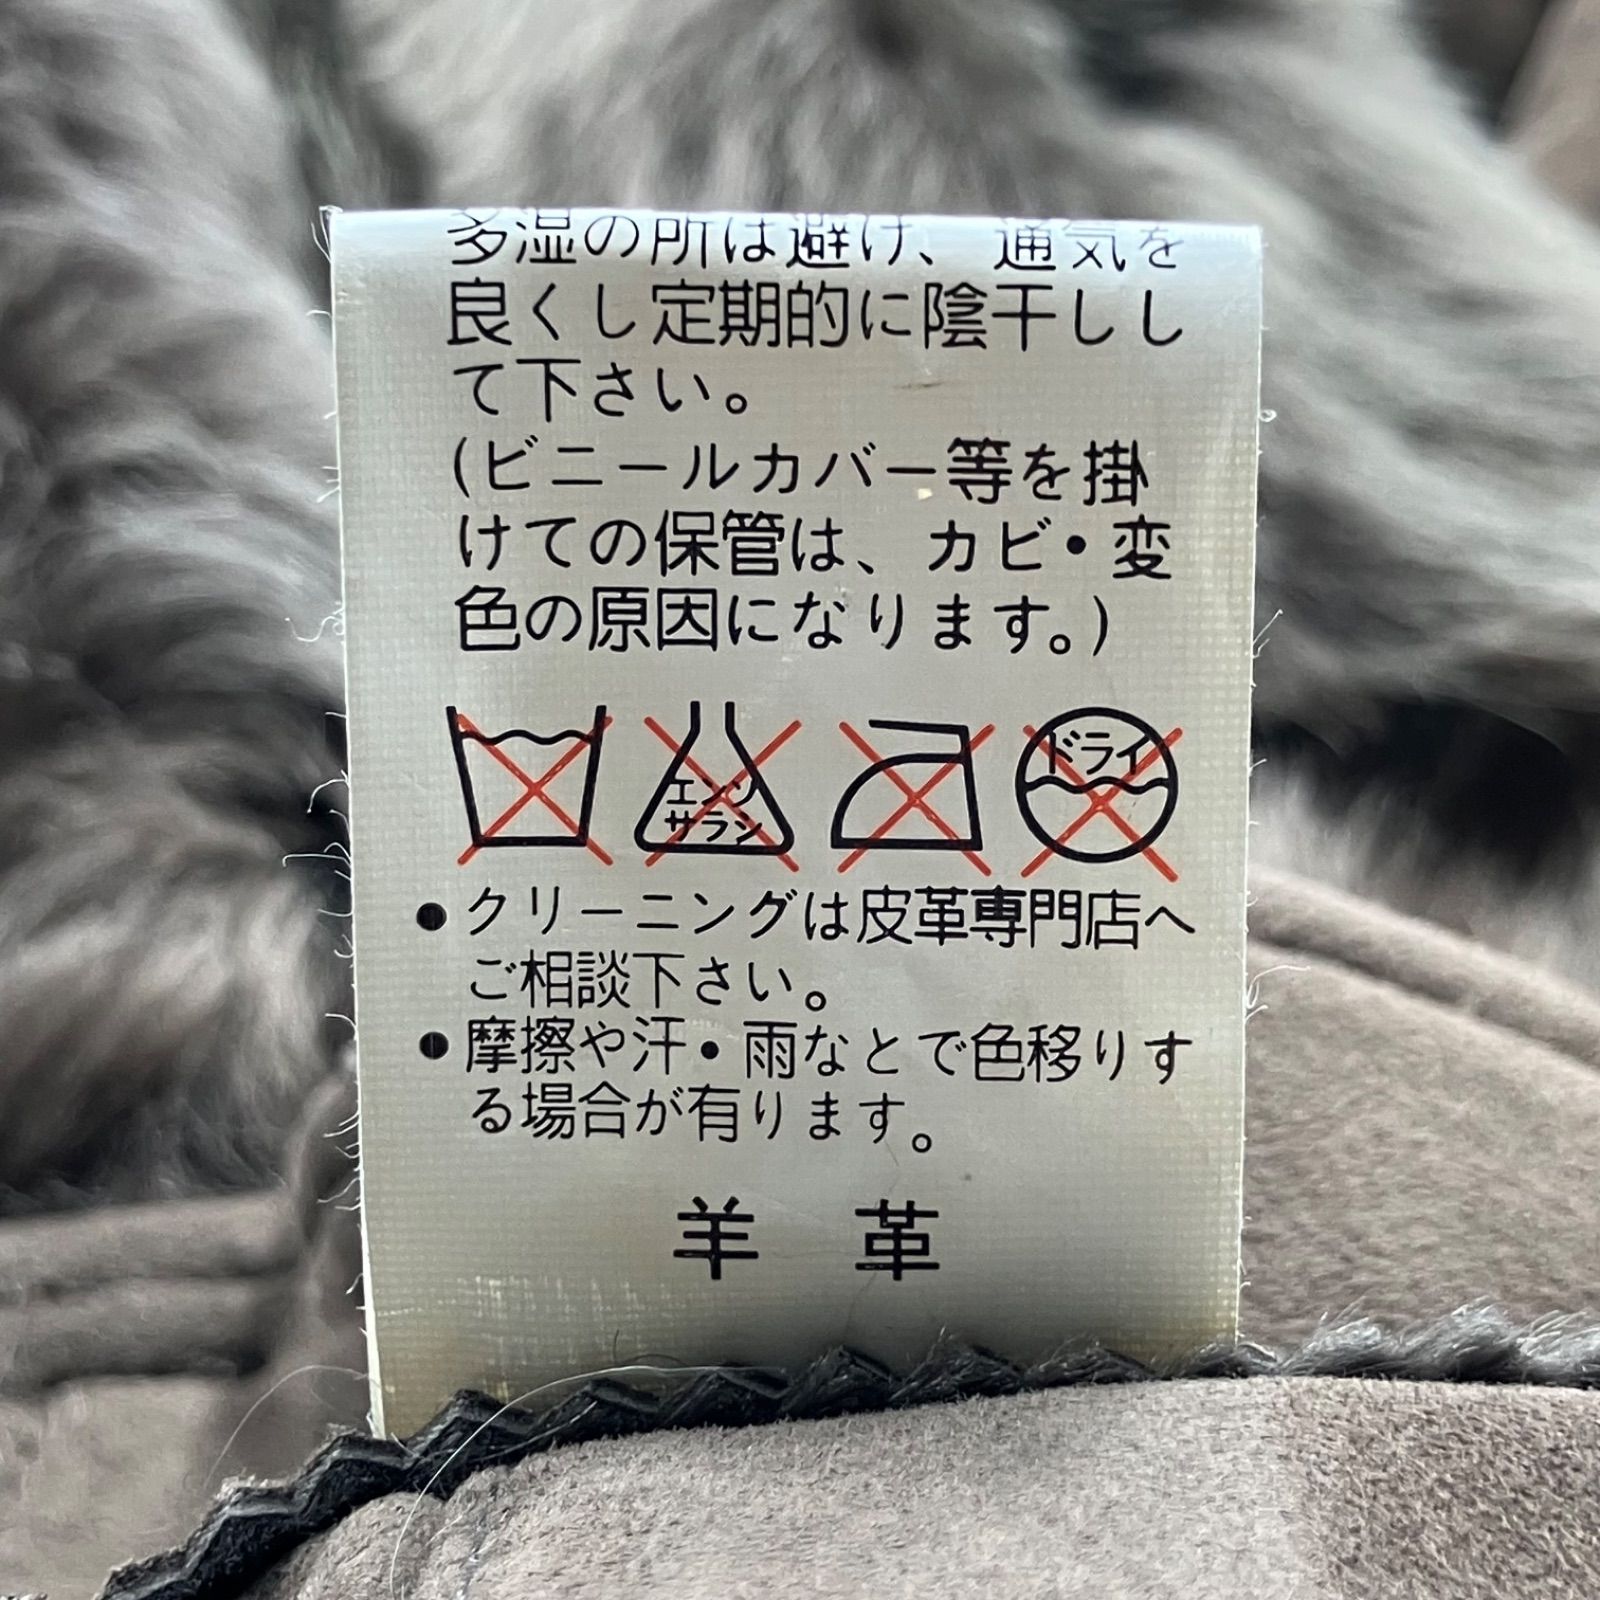 多湿の所は避け、通気を
良くし定期的に陰干しし
て下さい。
(ビニールカバー等を掛
けての保管は、カビ・変
色の原因になります。)
エンソ
サラシ
ドライ
●クリーニングは皮革専門店へ
ご相談下さい。
●摩擦や汗・雨なとで色移りす
る場合が有ります。
羊 革